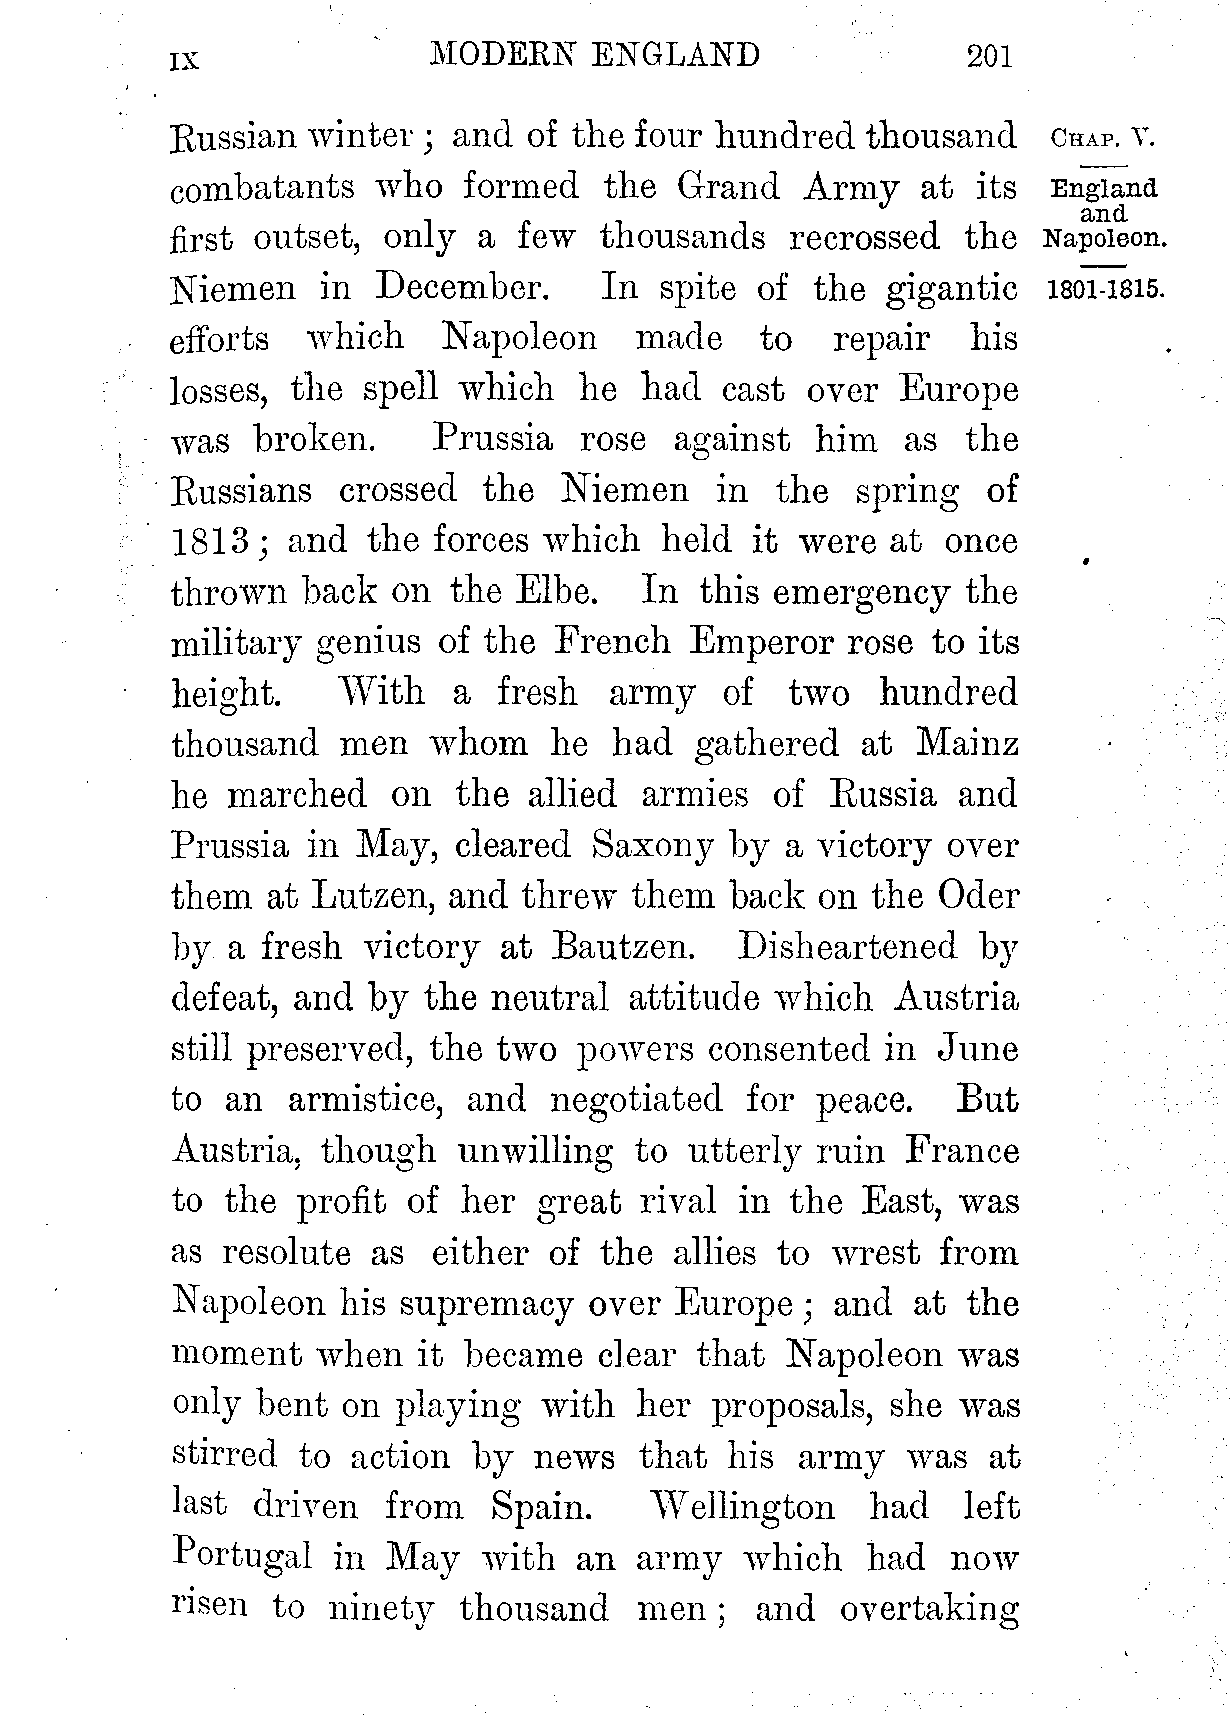 IX MODERN ENGLAND 201
Russian winter; and of the four hundred thousand
combatants who formed the Grand Army at its
first outset, only a few thousands recrossed the
Niemen in December. In spite of the gigantic
efforts which Napoleon made to repair his
losses, the spell which he had cast over Europe
was broken. Prussia rose against him as the
Russians crossed the Niemen in the spring of
1813; and the forces which held it were at once
thrown back on the Elbe. In this emergency the
military genius of the French Emperor rose to its
height. With a fresh army of two hundred
thousand men whom he had gathered at Mainz
he marched on the allied armies of Russia and
Prussia in May, cleared Saxony by a victory over
them at Lutzen, and threw them back on the Oder
by a fresh victory at Bautzen. Disheartened by
defeat, and by the neutral attitude which Austria
still preserved, the two powers consented in June
to an armistice, and negotiated for peace. But
Austria, though unwilling to utterly ruin France
to the profit of her great rival in the East, was
as resolute as either of the allies to wrest from
Napoleon his supremacy over Europe; and at the
moment when it became clear that Napoleon was
only bent on playing with her proposals, she was
stirred to action by news that his army was at
last driven from Spain. Wellington had left
Portugal in May with an army which had now
risen to ninety thousand men; and overtaking
CHAP. V.
England
and
Napoleon.
1801-1815.